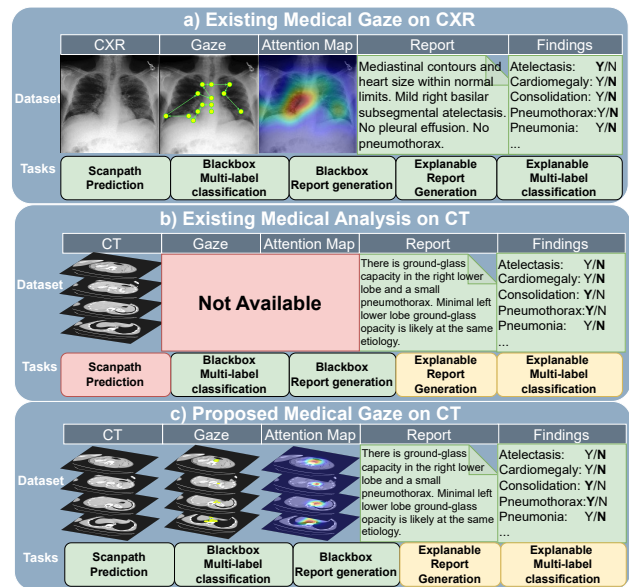 a) Existing Medical Gaze on CXR
CXR Gaze Attention Map Report Findings
Dataset
Mediastinal contours and
heart size within normal
limits. Mild right basilar
subsegmental atelectasis.
No pleural effusion. No
pneumothorax.
Atelectasis: Y/N
Cardiomegaly: Y/N
Consolidation: Y/N
Pneumothorax: Y/N
Pneumonia: Y/N
...
Tasks
Scanpath
Prediction
Blackbox
Multi-label
classification
Blackbox
Report generation
Explanable
Report
Generation
Explanable
Multi-label
classification
b) Existing Medical Analysis on CT
CT Gaze Attention Map Report Findings
Dataset
Not Available
There is ground-glass
capacity in the right lower
lobe and a small
pneumothorax. Minimal left
lower lobe ground-glass
opacity is likely at the same
etiology.
Atelectasis: Y/N
Cardiomegaly: Y/N
Consolidation: Y/N
Pneumothorax:Y/N
Pneumonia: Y/N
...
Tasks
Scanpath
Prediction
Blackbox
Multi-label
classification
Blackbox
Report generation
Explanable
Report
Generation
Explanable
Multi-label
classification
c) Proposed Medical Gaze on CT
CT Gaze Attention Map Report Findings
Dataset
There is ground-glass
capacity in the right lower
lobe and a small
pneumothorax. Minimal left
lower lobe ground-glass
opacity is likely at the same
etiology.
Atelectasis: Y/N
Cardiomegaly: Y/N
Consolidation: Y/N
Pneumothorax:Y/N
Pneumonia: Y/N
...
Tasks
Scanpath
Prediction
Blackbox
Multi-label
classification
Blackbox
Report generation
Explanable
Report
Generation
Explanable
Multi-label
classification